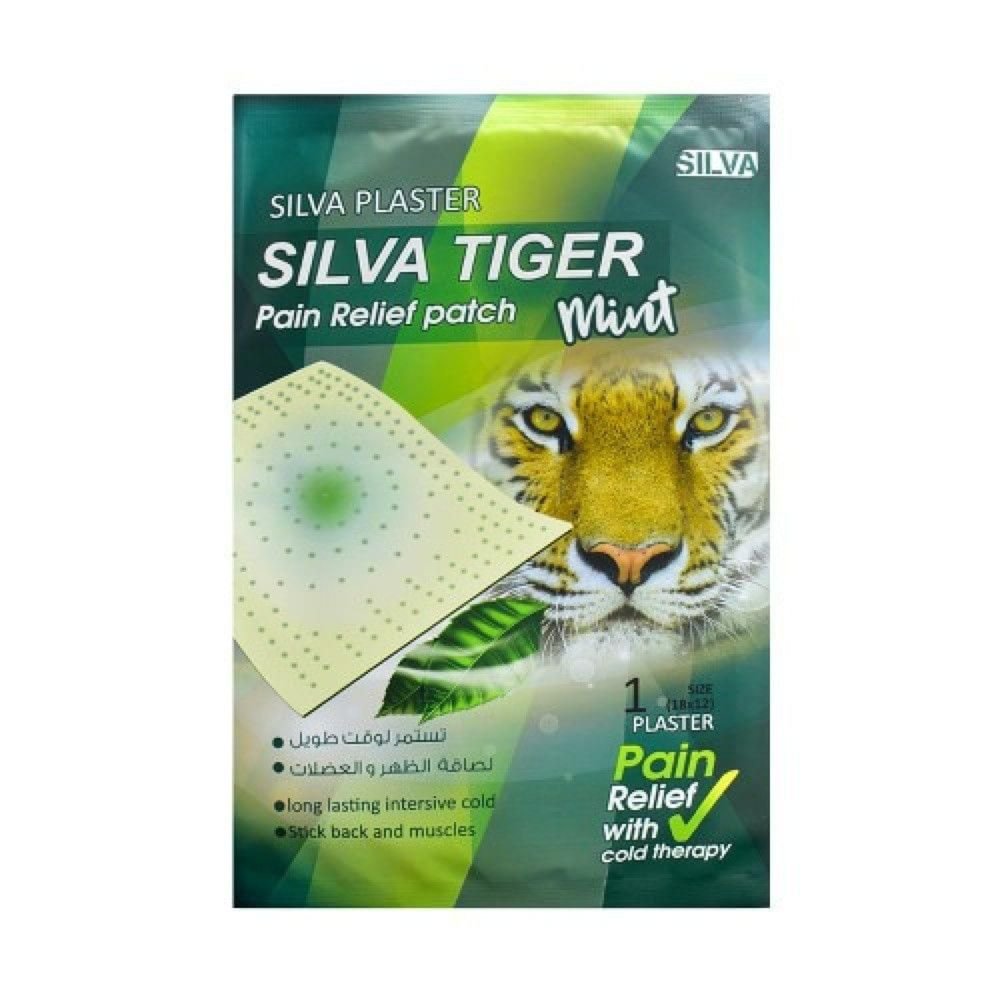 SILVA
SILVA PLASTER
SILVA TIGER
Pain Relief patch
Mint
1
SIZE
(18x12)
PLASTER
تستمر لوقت طويل
لصاقة الظهر و العضلات
long lasting intersive cold
Stick back and muscles
Pain
Relief
with
cold therapy